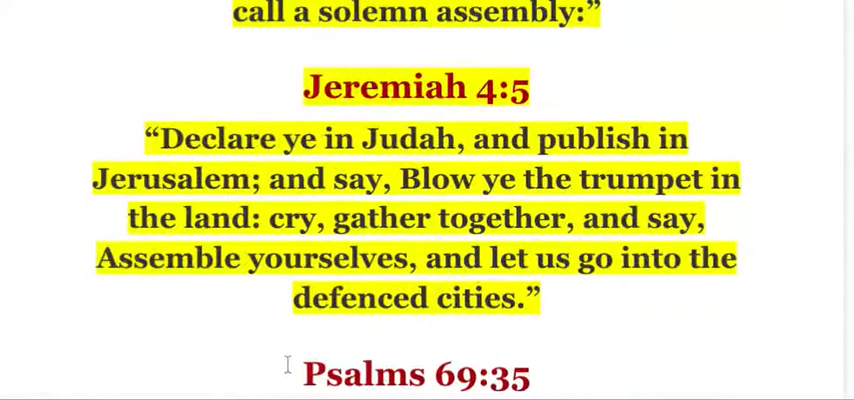 call a solemn assembly:”
Jeremiah 4:5
“Declare ye in Judah, and publish in
Jerusalem; and say, Blow ye the trumpet in
the land: cry, gather together, and say,
Assemble yourselves, and let us go into the
defenced cities.”
Psalms 69:35